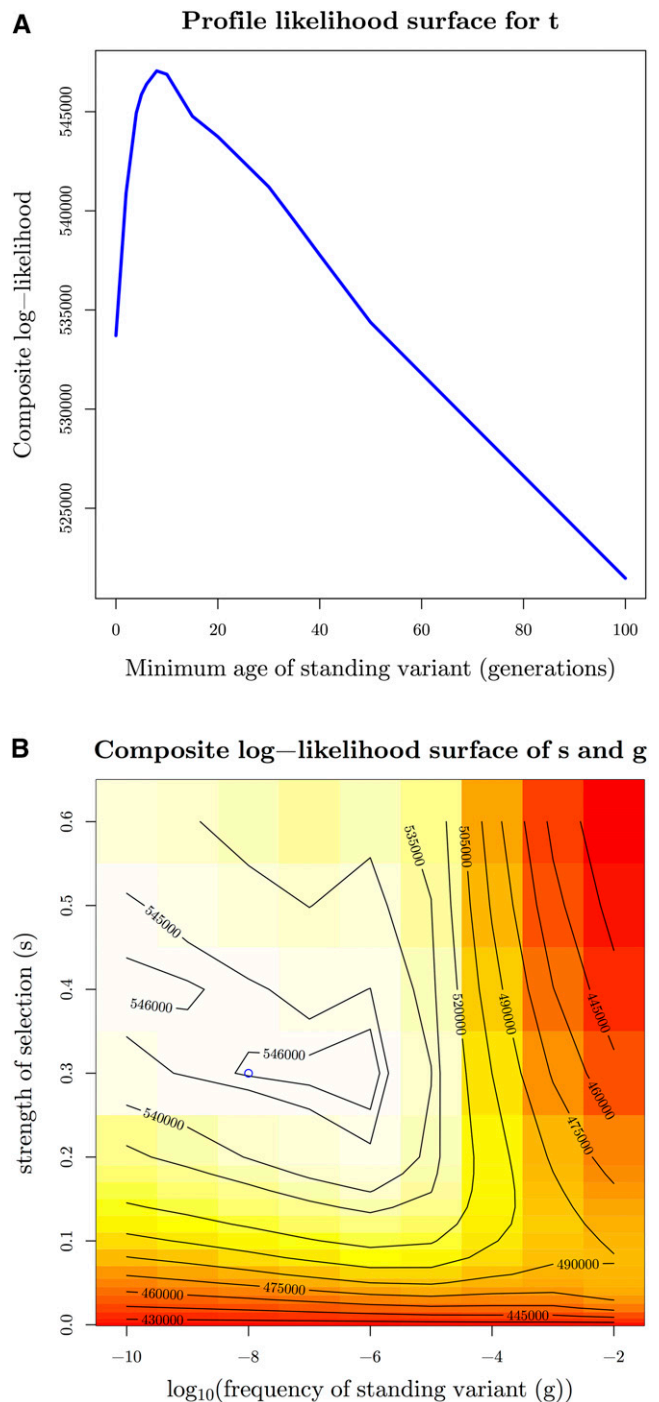 A
Profile likelihood surface for t
Composite log−likelihood
545000
540000
535000
530000
525000
0 20 40 60 80 100
Minimum age of standing variant (generations)
B
Composite log−likelihood surface of s and g
strength of selection (s)
0.6
0.5
0.4
0.3
0.2
0.1
0.0
535000
505000
545000
546000
520000
490000
445000
546000
460000
540000
475000
490000
475000
460000
445000
430000
−10 −8 −6 −4 −2
log10(frequency of standing variant (g))